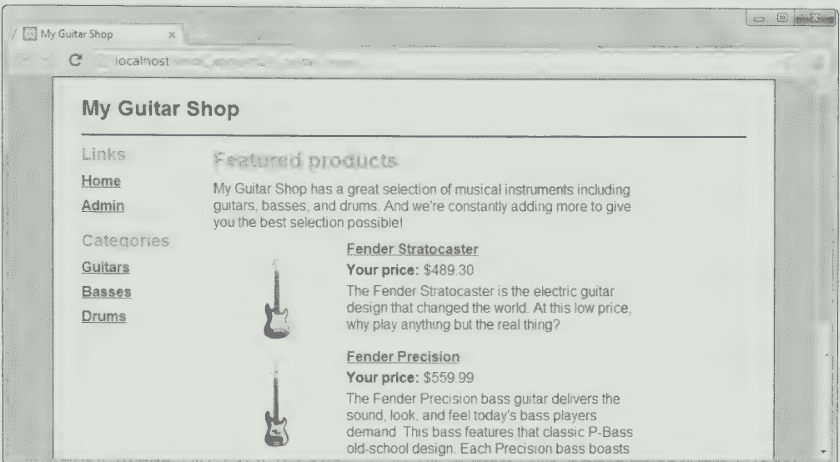 My Guitar Shop
localhost
My Guitar Shop
Links
Home
Admin
Categories
Guitars
Basses
Drums
Featured products
My Guitar Shop has a great selection of musical instruments including
guitars, basses, and drums. And we're constantly adding more to give
you the best selection possible!
Fender Stratocaster
Your price: $489.30
The Fender Stratocaster is the electric guitar
design that changed the world. At this low price,
why play anything but the real thing?
Fender Precision
Your price: $559.99
The Fender Precision bass guitar delivers the
sound, look, and feel today's bass players
demand. This bass features that classic P-Bass
old-school design. Each Precision bass boasts